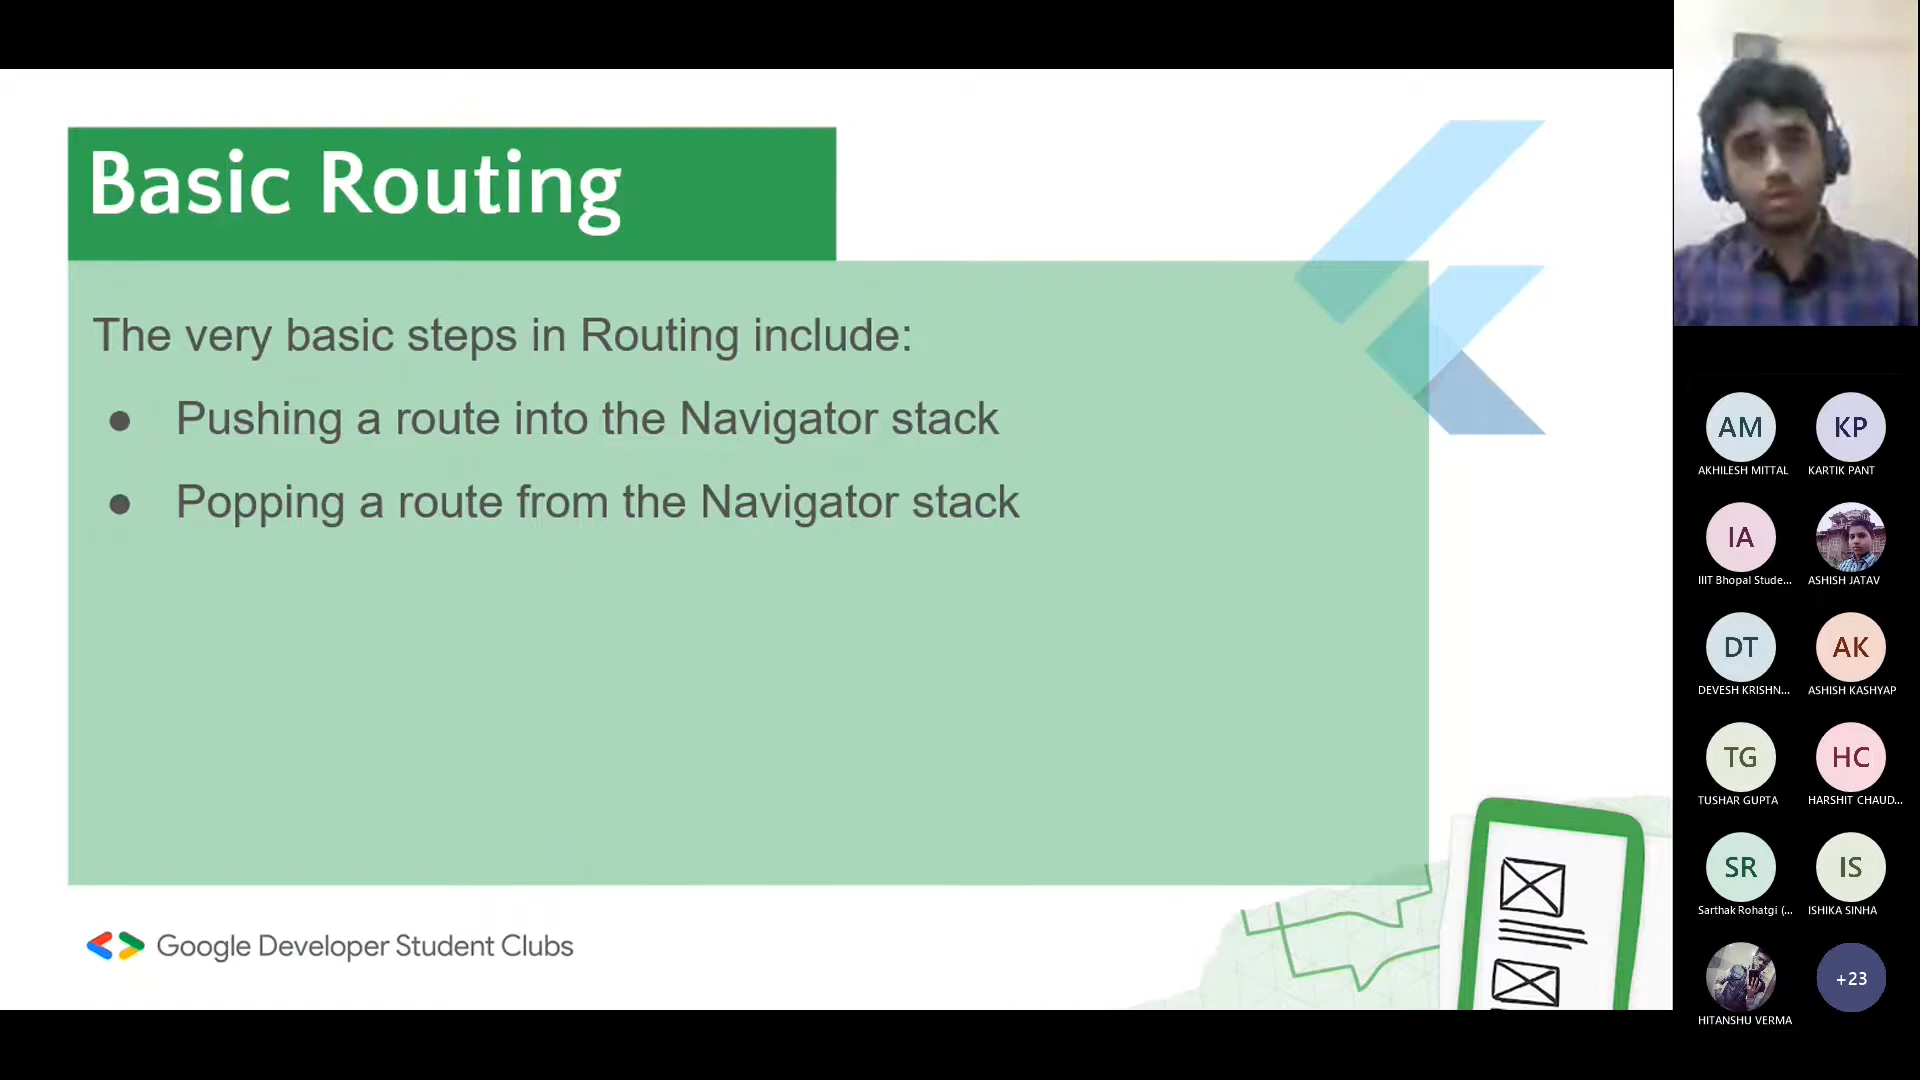 Basic Routing
The very basic steps in Routing include:
● Pushing a route into the Navigator stack
● Popping a route from the Navigator stack
Google Developer Student Clubs
AM
KP
AKHILESH MITTAL
KARTIK PANT
IA
IIIT Bhopal Stude...
ASHISH JATAV
DT
AK
DEVESH KRISHN...
ASHISH KASHYAP
TG
HC
TUSHAR GUPTA
HARSHIT CHAUD...
SR
IS
Sarthak Rohatgi (...
ISHIKA SINHA
+23
HITANSHU VERMA